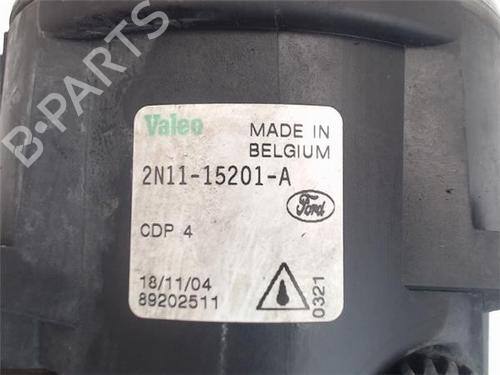 B-PARTS
Valeo
MADE IN
BELGIUM
2N11-15201-A
Ford
CDP 4
18/11/04
89202511
0321